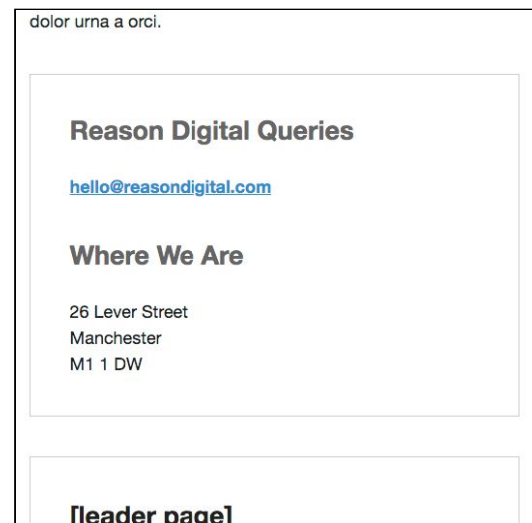 dolor urna a orci.
Reason Digital Queries
hello@reasondigital.com
Where We Are
26 Lever Street
Manchester
M1 1 DW
[leader page]